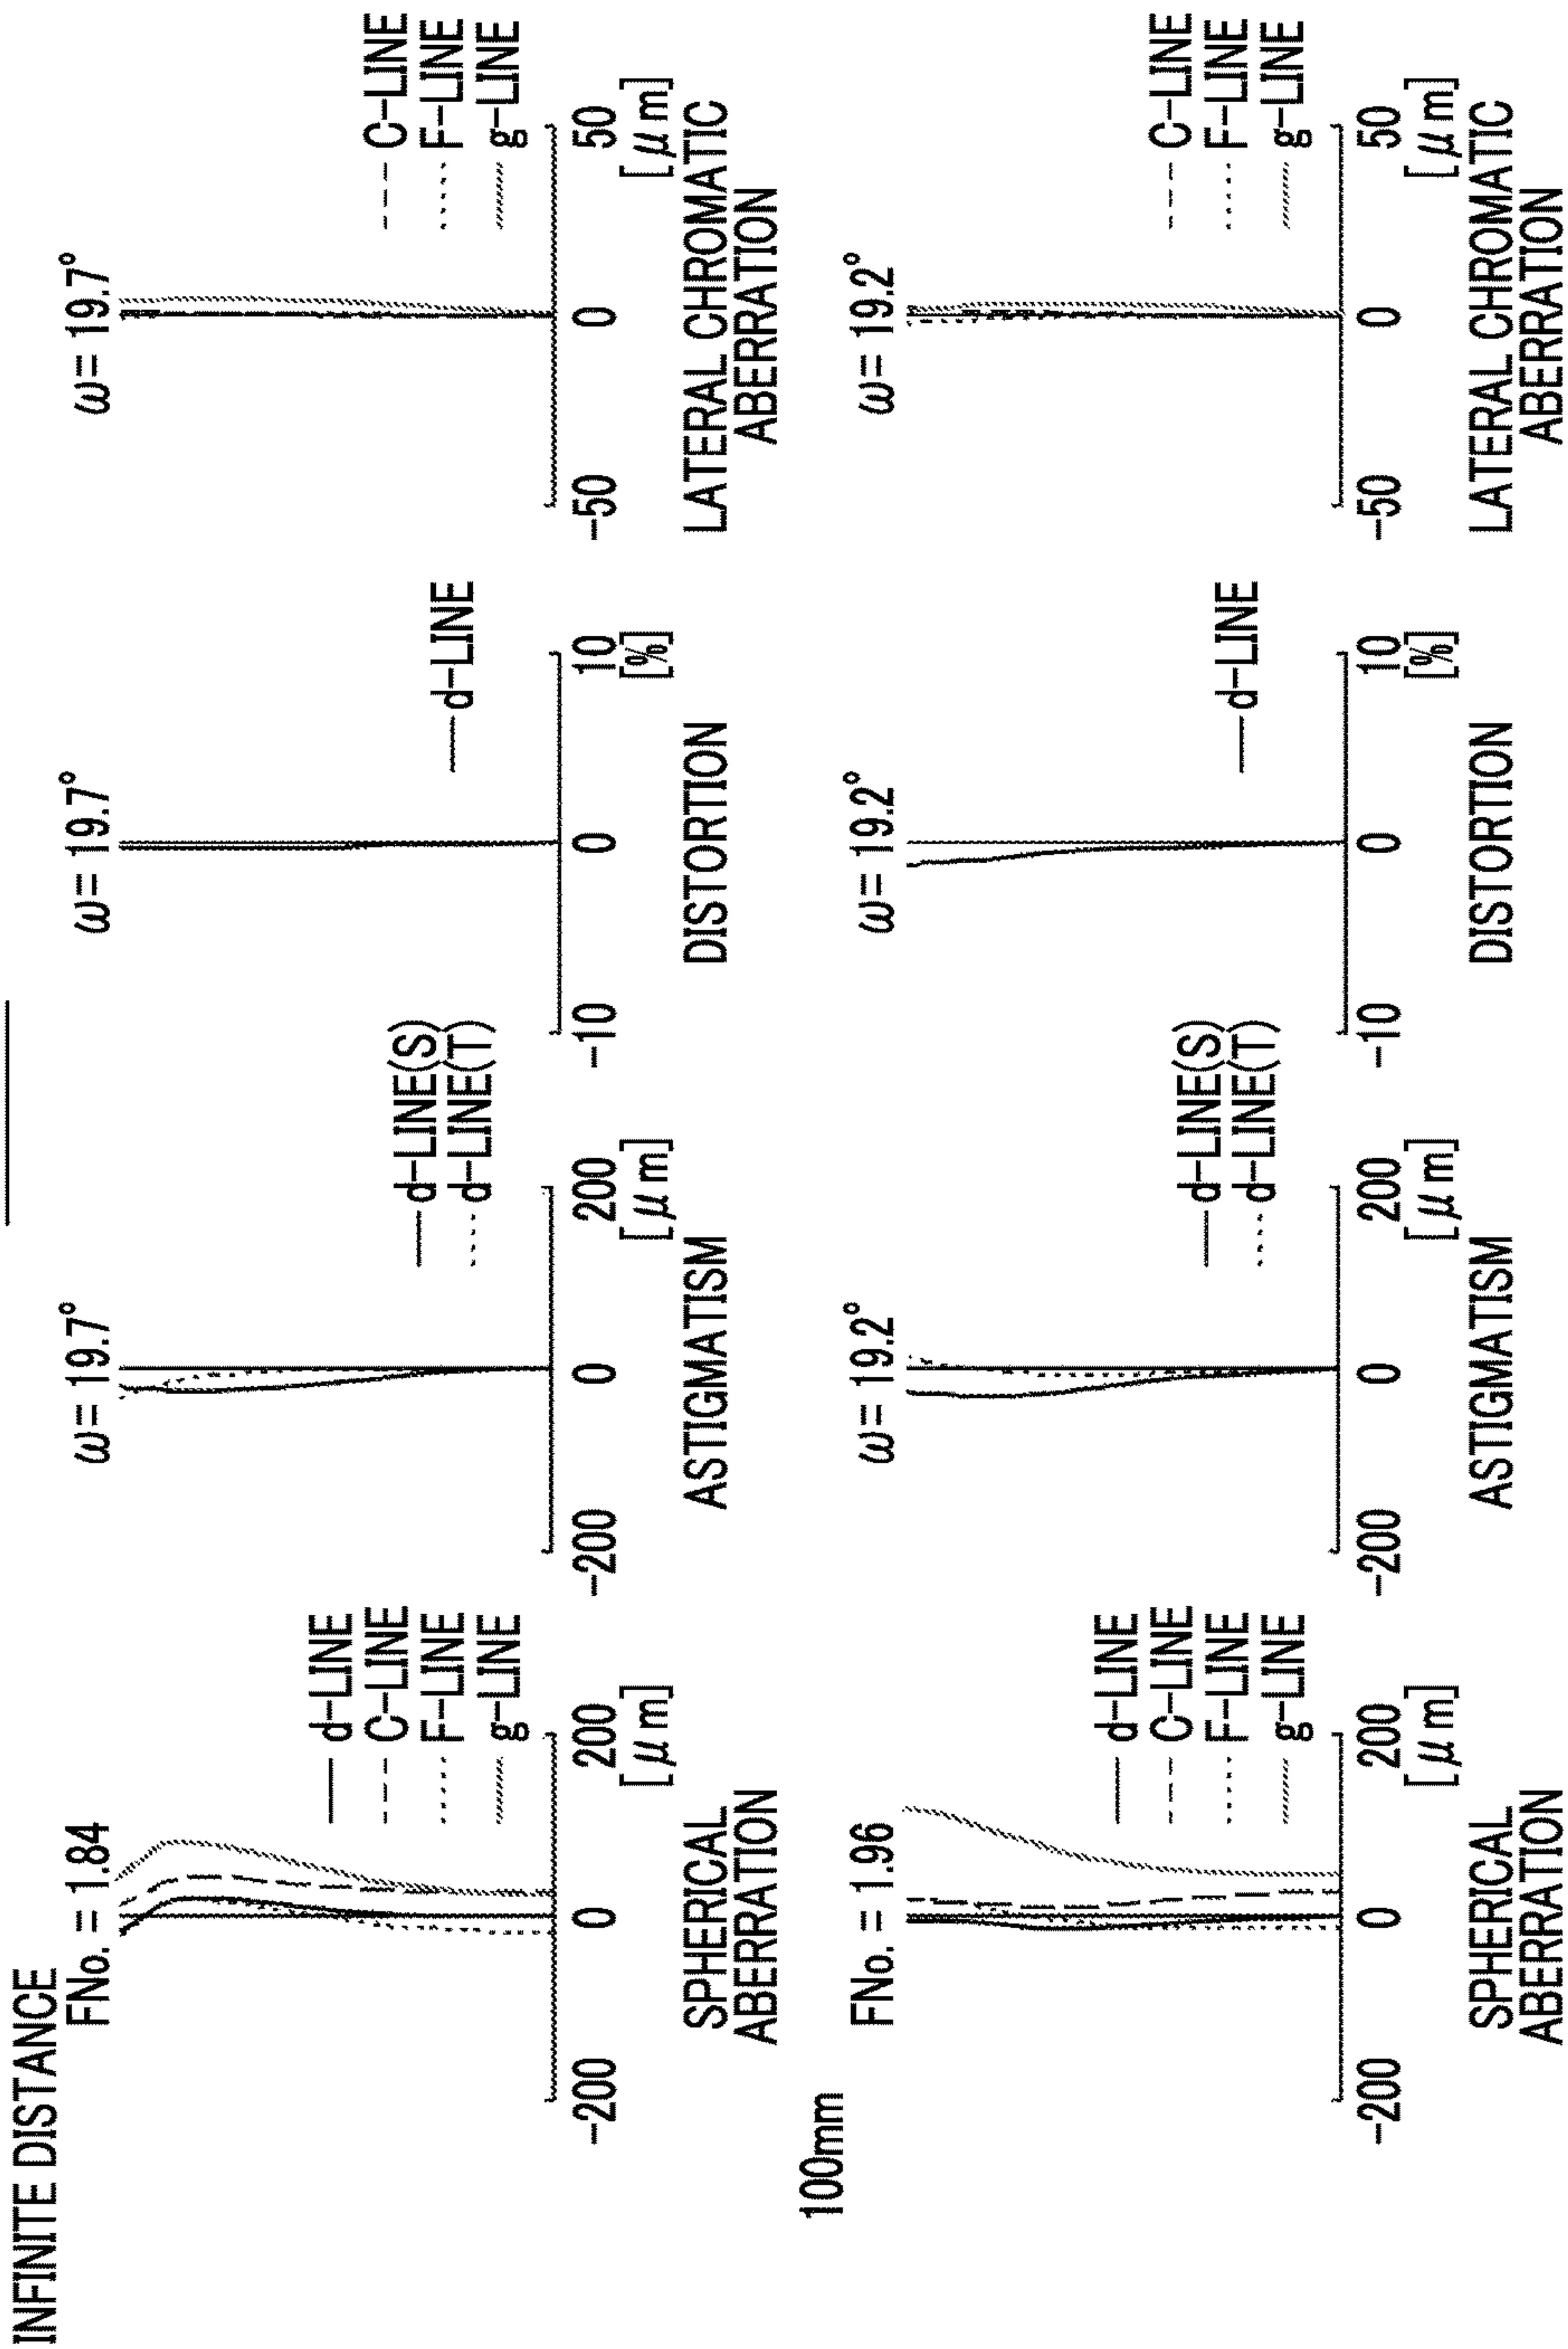 INFINITE DISTANCE
FNo. = 1.84
d-LINE
C-LINE
F-LINE
g-LINE
-200
0
200
[μm]
SPHERICAL
ABERRATION
ω= 19.7°
d-LINE(S)
d-LINE(T)
-200
0
200
[μm]
ASTIGMATISM
ω= 19.7°
d-LINE
-10
0
10
[%]
DISTORTION
ω= 19.7°
C-LINE
F-LINE
g-LINE
-50
0
50
[μm]
LATERAL CHROMATIC
ABERRATION
100mm
FNo. = 1.96
d-LINE
C-LINE
F-LINE
g-LINE
-200
0
200
[μm]
SPHERICAL
ABERRATION
ω= 19.2°
d-LINE(S)
d-LINE(T)
-200
0
200
[μm]
ASTIGMATISM
ω= 19.2°
d-LINE
-10
0
10
[%]
DISTORTION
ω= 19.2°
C-LINE
F-LINE
g-LINE
-50
0
50
[μm]
LATERAL CHROMATIC
ABERRATION